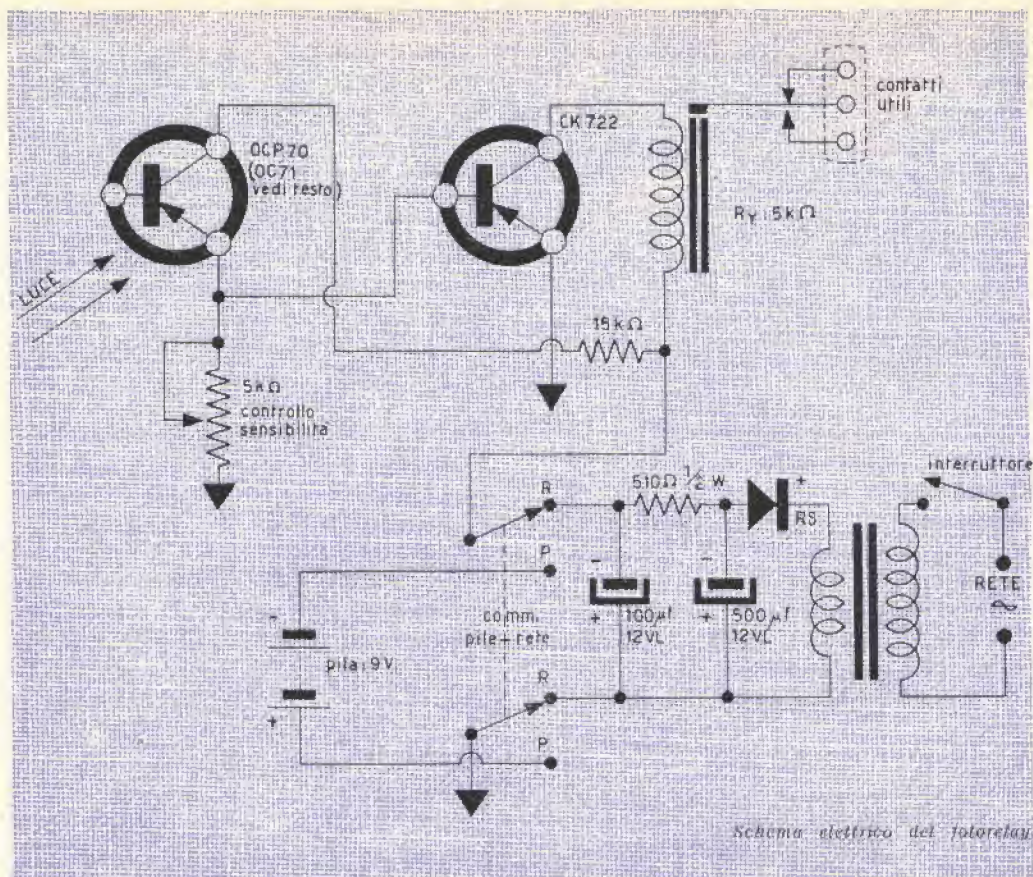 contatti
utili
OCP70
(OC71
vedi testo)
CK722
RY: 5kΩ
LUCE
15kΩ
5kΩ
controllo
sensibilità
interruttore
R
510Ω 1/2 W
+
RS
P
-
-
RETE
~
+
100μf
12VL
+
500μf
12VL
comm.
pile-rete
-
pila: 9V.
R
+
P
Schema elettrico del fotorelay